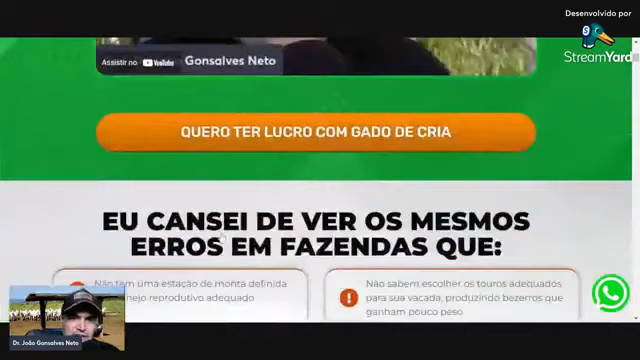 Desenvolvido por
StreamYard
Assistir no YouTube
Gonsalves Neto
QUERO TER LUCRO COM GADO DE CRIA
EU CANSEI DE VER OS MESMOS
ERROS EM FAZENDAS QUE:
Não tem uma estação de monta definida
nejo reprodutivo adequado
Não sabem escolher os touros adequados
para sua vacada, produzindo bezerros que
ganham pouco peso
Dr. João Gonsalves Neto